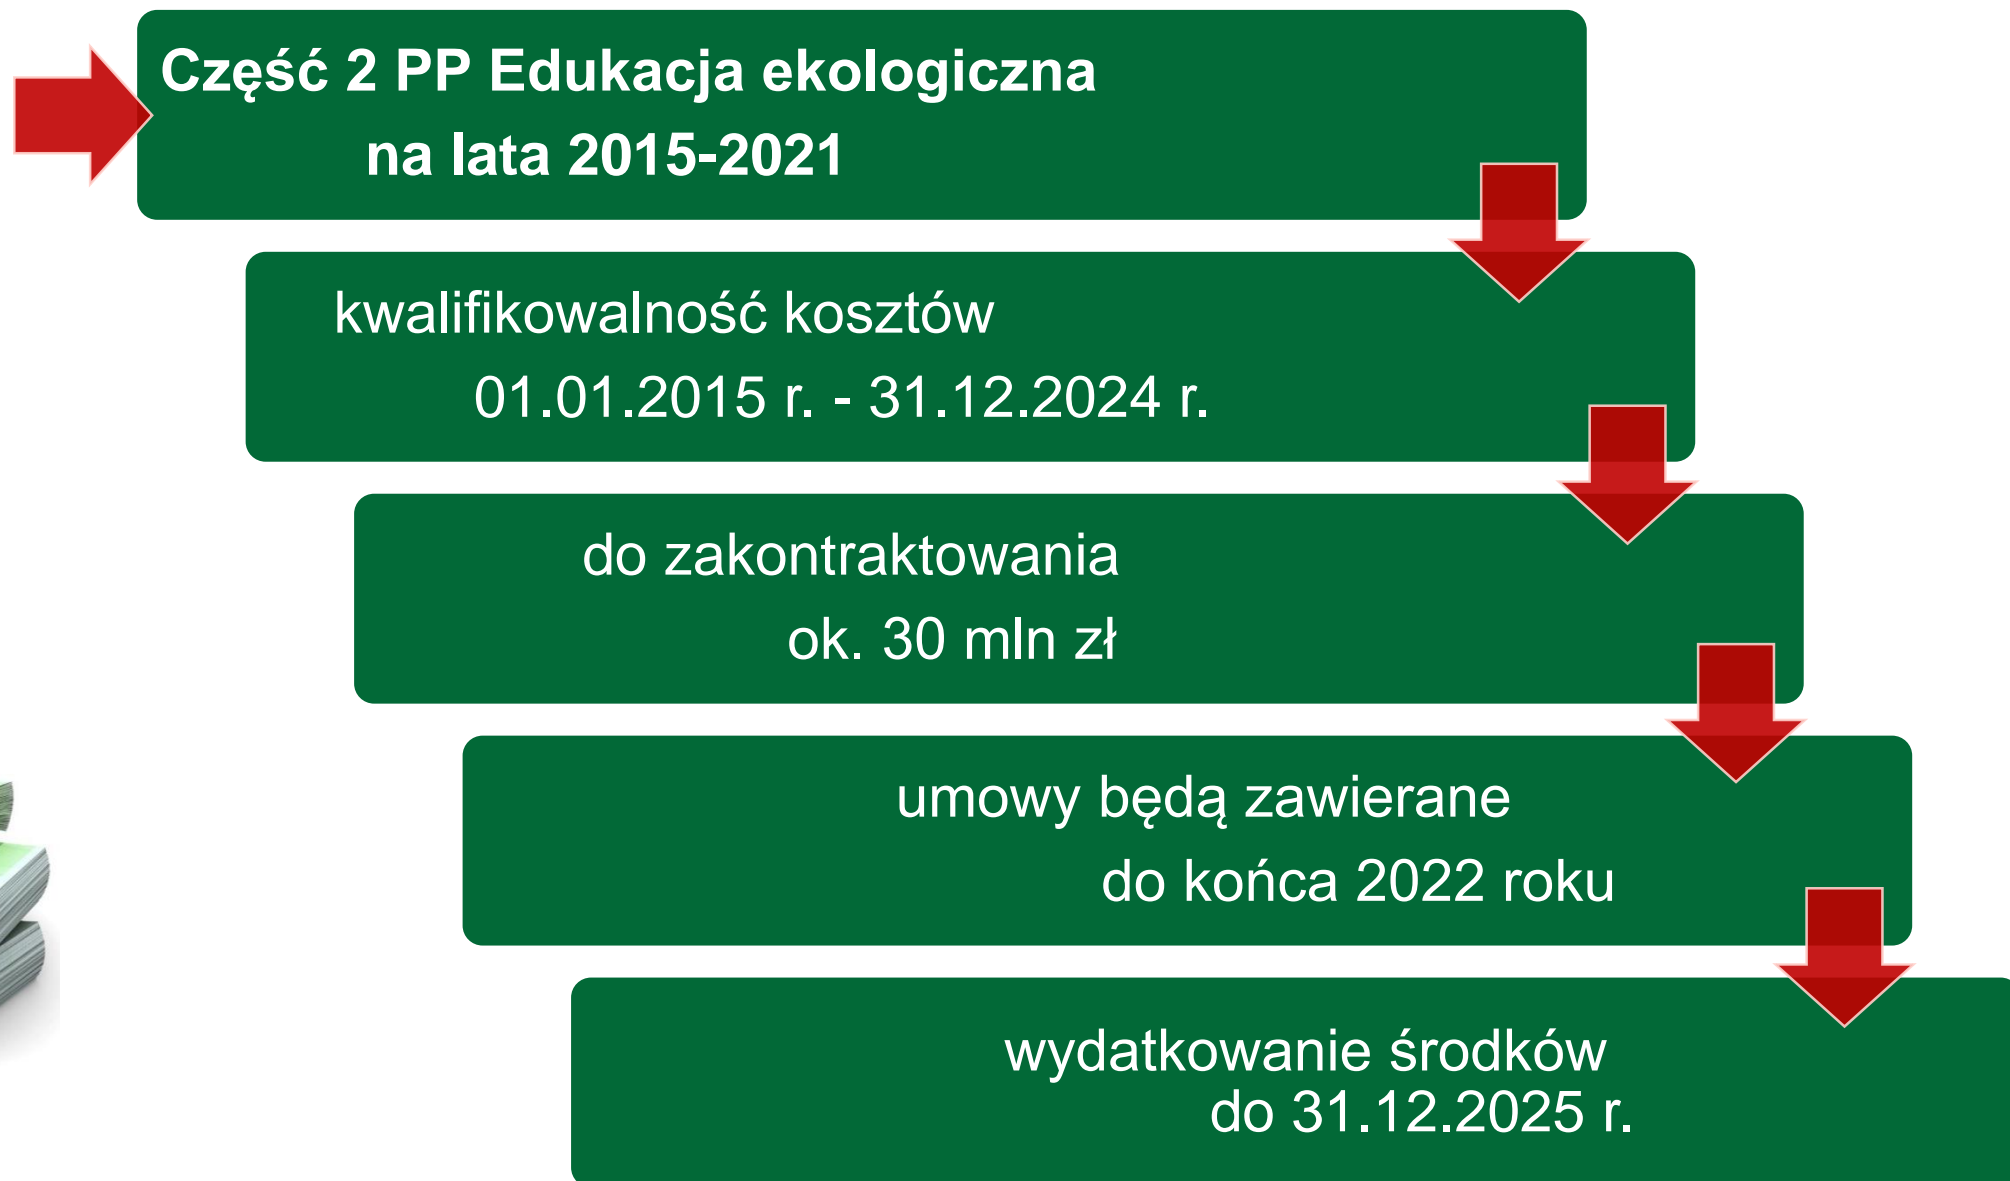 Część 2 PP Edukacja ekologiczna
na lata 2015-2021
kwalifikowalność kosztów
01.01.2015 r. - 31.12.2024 r.
do zakontraktowania
ok. 30 mln zł
umowy będą zawierane
do końca 2022 roku
wydatkowanie środków
do 31.12.2025 r.